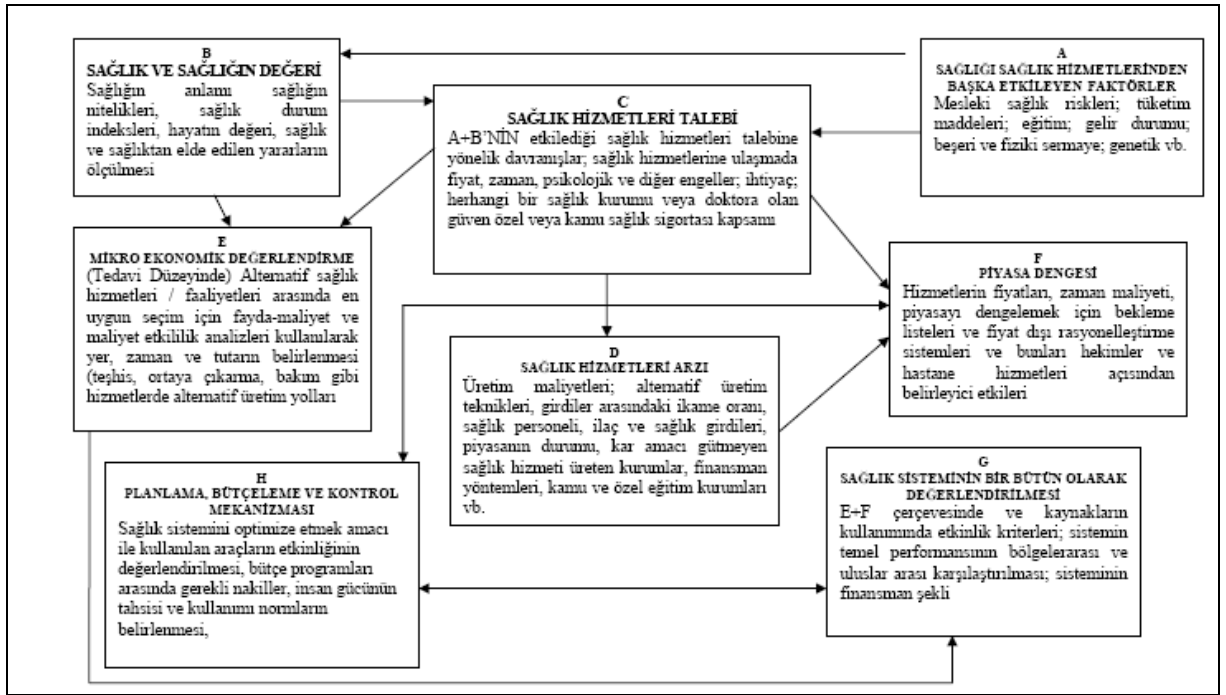 B
SAĞLIK VE SAĞLIĞIN DEĞERİ
Sağlığın anlamı sağlığın
nitelikleri, sağlık durum
indeksleri, hayatın değeri, sağlık
ve sağlıktan elde edilen yararların
ölçülmesi
A
SAĞLIĞI SAĞLIK HİZMETLERİNDEN
BAŞKA ETKİLEYEN FAKTÖRLER
Mesleki sağlık riskleri; tüketim
maddeleri; eğitim; gelir durumu;
beşeri ve fiziki sermaye; genetik vb.
C
SAĞLIK HİZMETLERİ TALEBİ
A+B'NİN etkilediği sağlık hizmetleri talebine
yönelik davranışlar; sağlık hizmetlerine ulaşmada
fiyat, zaman, psikolojik ve diğer engeller; ihtiyaç;
herhangi bir sağlık kurumu veya doktora olan
güven özel veya kamu sağlık sigortası kapsamı
E
MİKRO EKONOMİK DEĞERLENDİRME
(Tedavi Düzeyinde) Alternatif sağlık
hizmetleri / faaliyetleri arasında en
uygun seçim için fayda-maliyet ve
maliyet etkililik analizleri kullanılarak
yer, zaman ve tutarın belirlenmesi
(teşhis, ortaya çıkarma, bakım gibi
hizmetlerde alternatif üretim yolları
F
PİYASA DENGESİ
Hizmetlerin fiyatları, zaman maliyeti,
piyasayı dengelemek için bekleme
listeleri ve fiyat dışı rasyonelleştirme
sistemleri ve bunları hekimler ve
hastane hizmetleri açısından
belirleyici etkileri
D
SAĞLIK HİZMETLERİ ARZI
Üretim maliyetleri; alternatif üretim
teknikleri, girdiler arasındaki ikame oranı,
sağlık personeli, ilaç ve sağlık girdileri,
piyasanın durumu, kar amacı gütmeyen
sağlık hizmeti üreten kurumlar, finansman
yöntemleri, kamu ve özel eğitim kurumları
vb.
H
PLANLAMA, BÜTÇELEME VE KONTROL
MEKANİZMASI
Sağlık sistemini optimize etmek amacı
ile kullanılan araçların etkinliğinin
değerlendirilmesi, bütçe programları
arasında gerekli nakiller, insan gücünün
tahsisi ve kullanımı normların
belirlenmesi,
G
SAĞLIK SİSTEMİNİN BİR BÜTÜN OLARAK
DEĞERLENDİRİLMESİ
E+F çerçevesinde ve kaynakların
kullanımında etkinlik kriterleri; sistemin
temel performansının bölgelerarası ve
uluslar arası karşılaştırılması; sisteminin
finansman şekli